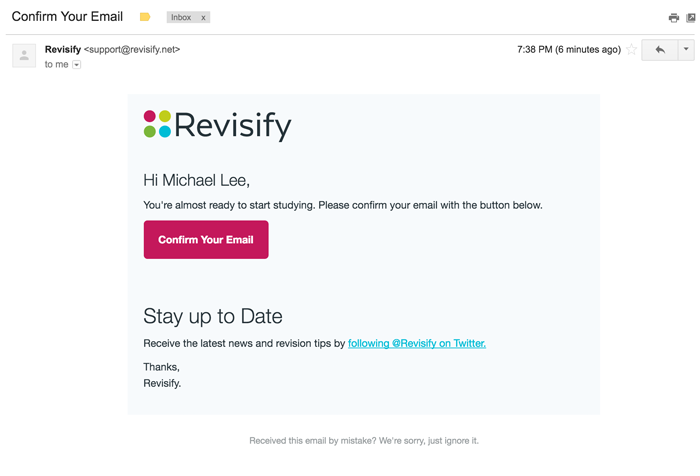 Confirm Your Email
Inbox x
Revisify <support@revisify.net>
7:38 PM (6 minutes ago)
to me
Revisify
Hi Michael Lee,
You're almost ready to start studying. Please confirm your email with the button below.
Confirm Your Email
Stay up to Date
Receive the latest news and revision tips by following @Revisify on Twitter.
Thanks,
Revisify.
Received this email by mistake? We're sorry, just ignore it.